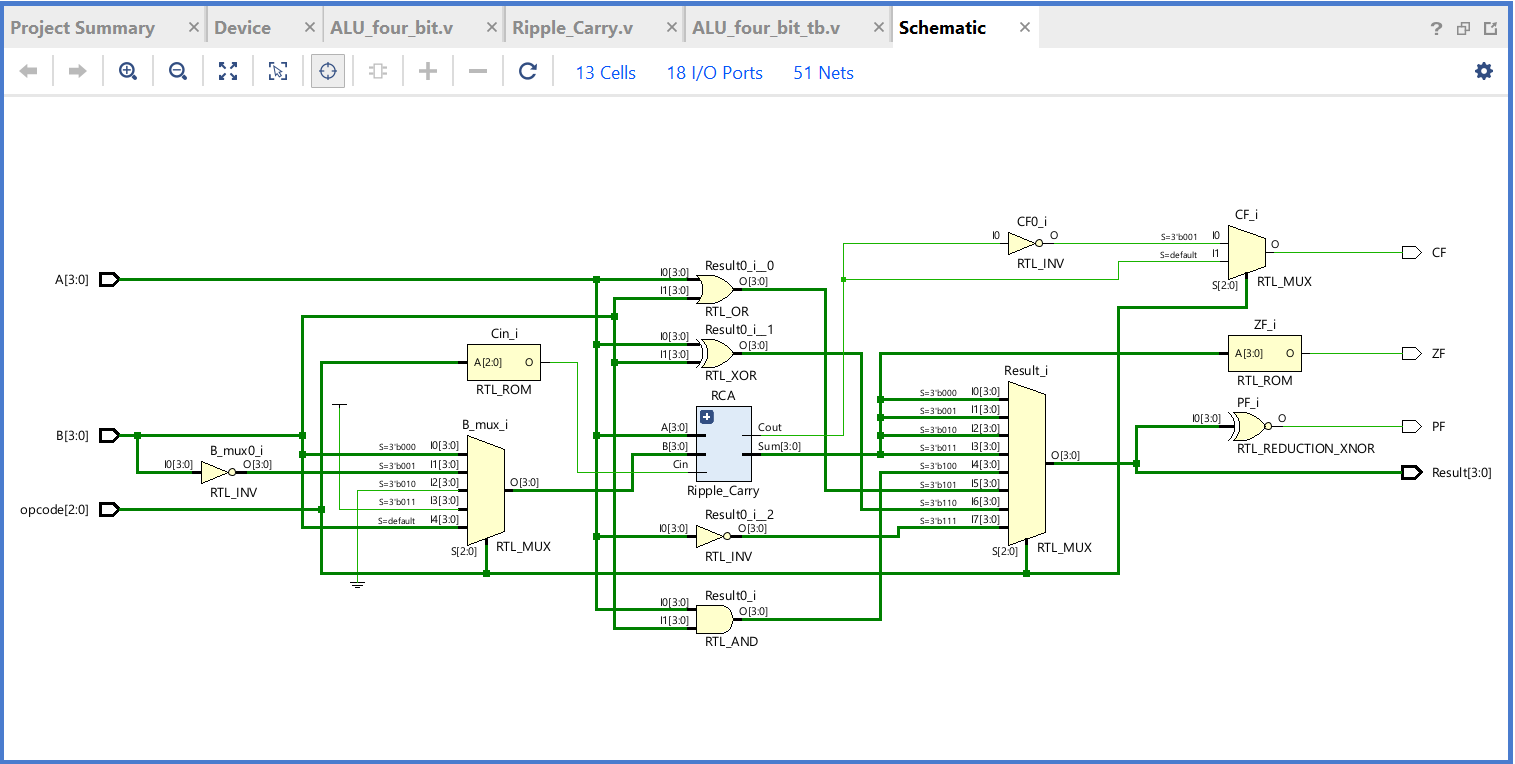 Project Summary × Device × ALU_four_bit.v × Ripple_Carry.v × ALU_four_bit_tb.v × Schematic × ?
13 Cells 18 I/O Ports 51 Nets
A[3:0]
B[3:0]
opcode[2:0]
B_mux0_i
I0[3:0] O[3:0]
RTL_INV
Cin_i
A[2:0] O
RTL_ROM
B_mux_i
S=3'b000 I0[3:0]
S=3'b001 I1[3:0]
S=3'b010 I2[3:0]
S=3'b011 I3[3:0]
S=default I4[3:0]
O[3:0]
S[2:0]
RTL_MUX
Result0_i__0
I0[3:0] O[3:0]
I1[3:0]
RTL_OR
Result0_i__1
I0[3:0] O[3:0]
I1[3:0]
RTL_XOR
RCA
A[3:0] Cout
B[3:0] Sum[3:0]
Cin
Ripple_Carry
Result0_i__2
I0[3:0] O[3:0]
RTL_INV
Result0_i
I0[3:0] O[3:0]
I1[3:0]
RTL_AND
Result_i
S=3'b000 I0[3:0]
S=3'b001 I1[3:0]
S=3'b010 I2[3:0]
S=3'b011 I3[3:0]
S=3'b100 I4[3:0]
S=3'b101 I5[3:0]
S=3'b110 I6[3:0]
S=3'b111 I7[3:0]
O[3:0]
S[2:0]
RTL_MUX
CF0_i
I0 O
RTL_INV
CF_i
S=3'b001 I0
S=default I1
O
S[2:0]
RTL_MUX
CF
ZF_i
A[3:0] O
RTL_ROM
ZF
PF_i
I0[3:0] O
RTL_REDUCTION_XNOR
PF
Result[3:0]